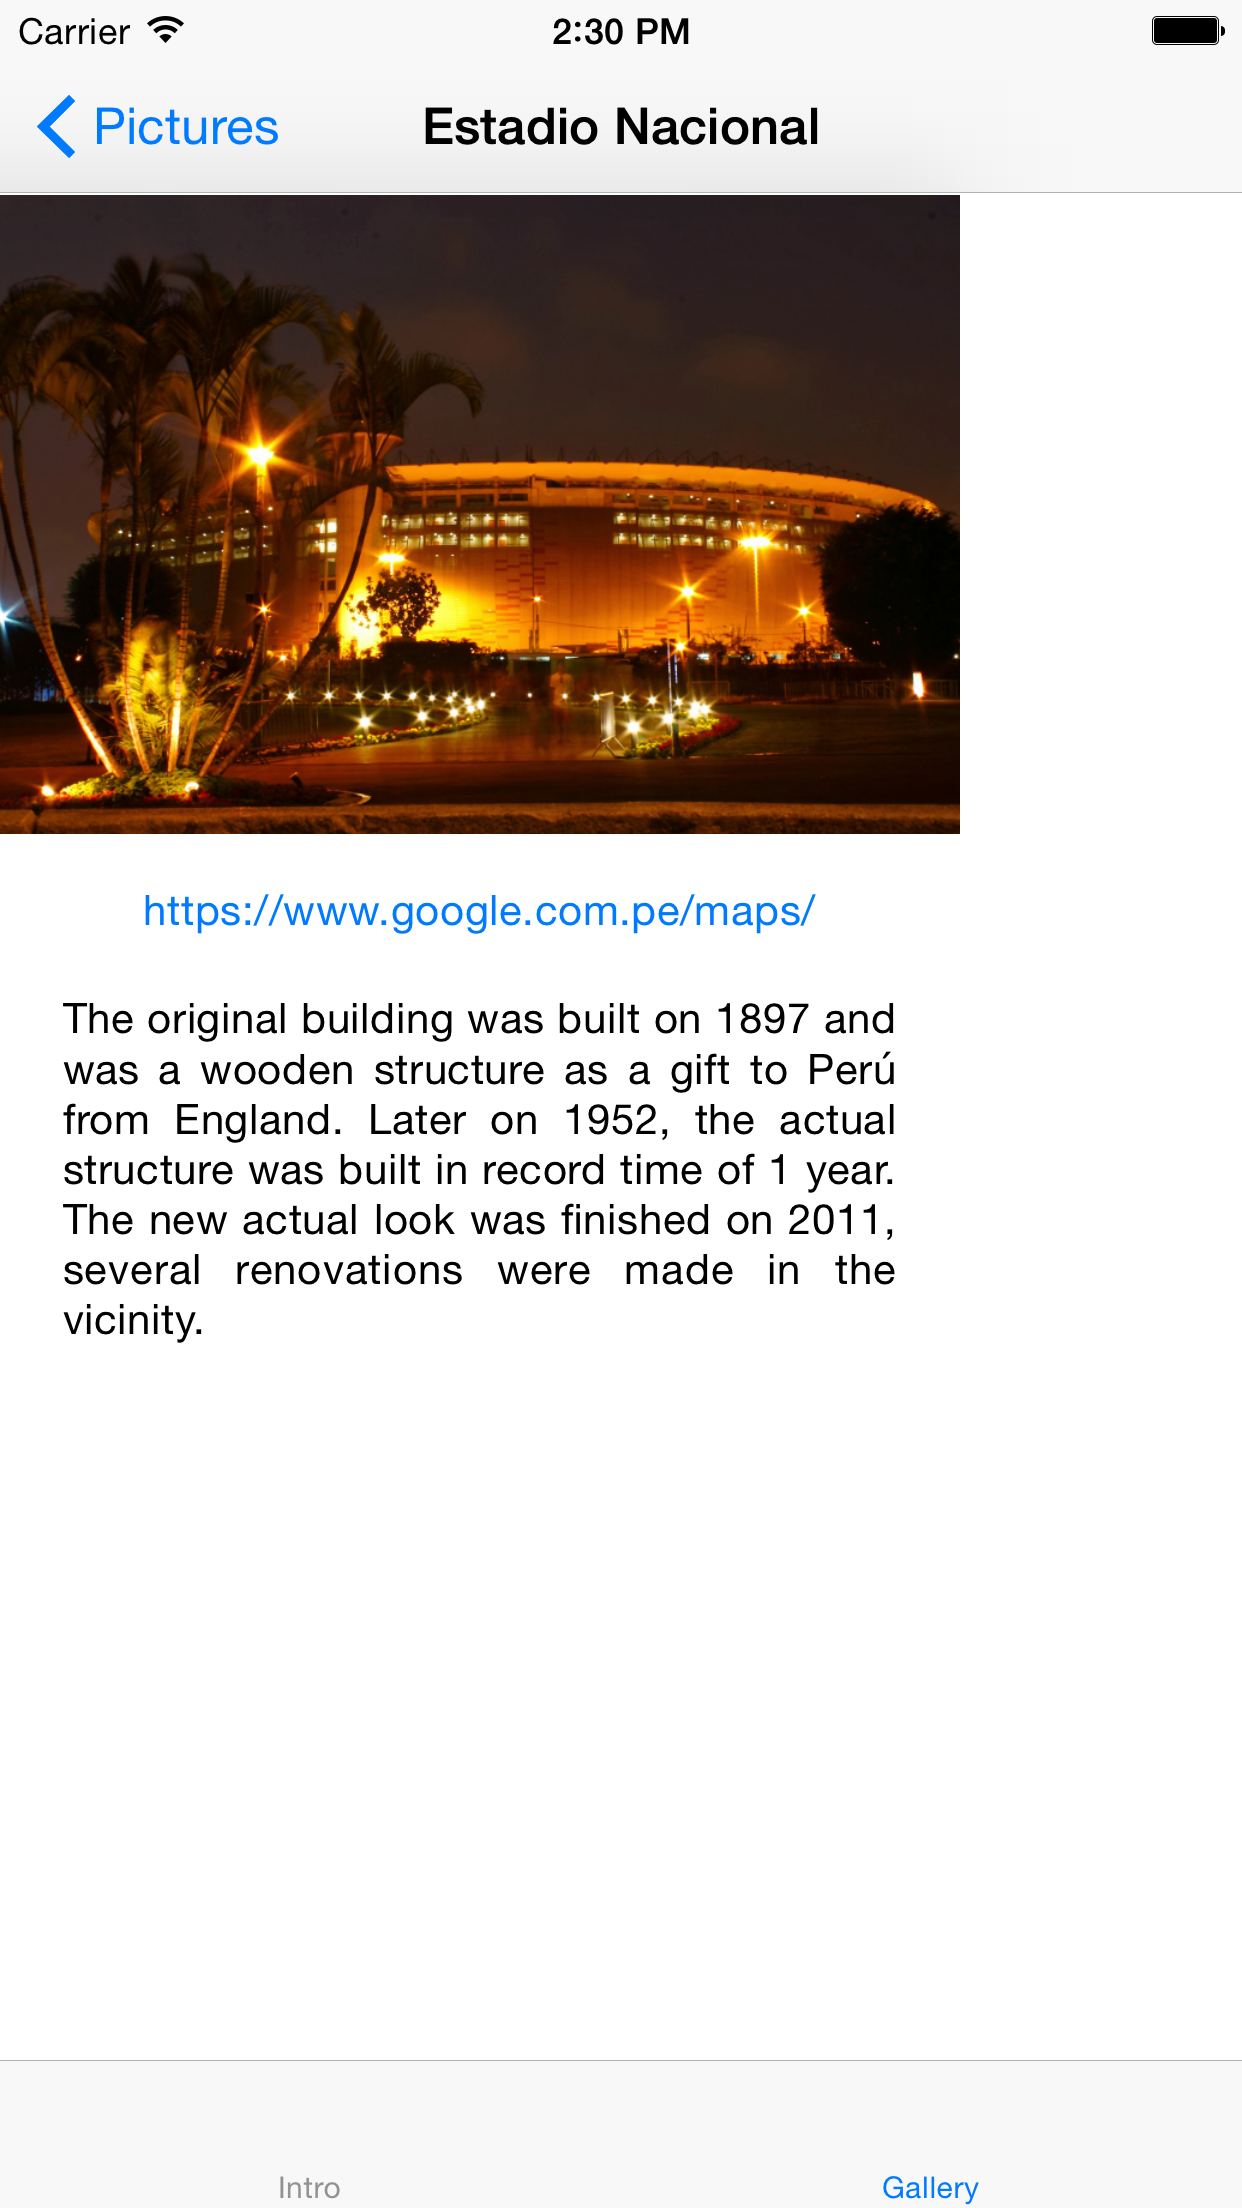 Carrier 2:30 PM
Pictures Estadio Nacional
https://www.google.com.pe/maps/
The original building was built on 1897 and
was a wooden structure as a gift to Perú
from England. Later on 1952, the actual
structure was built in record time of 1 year.
The new actual look was finished on 2011,
several renovations were made in the
vicinity.
Intro Gallery